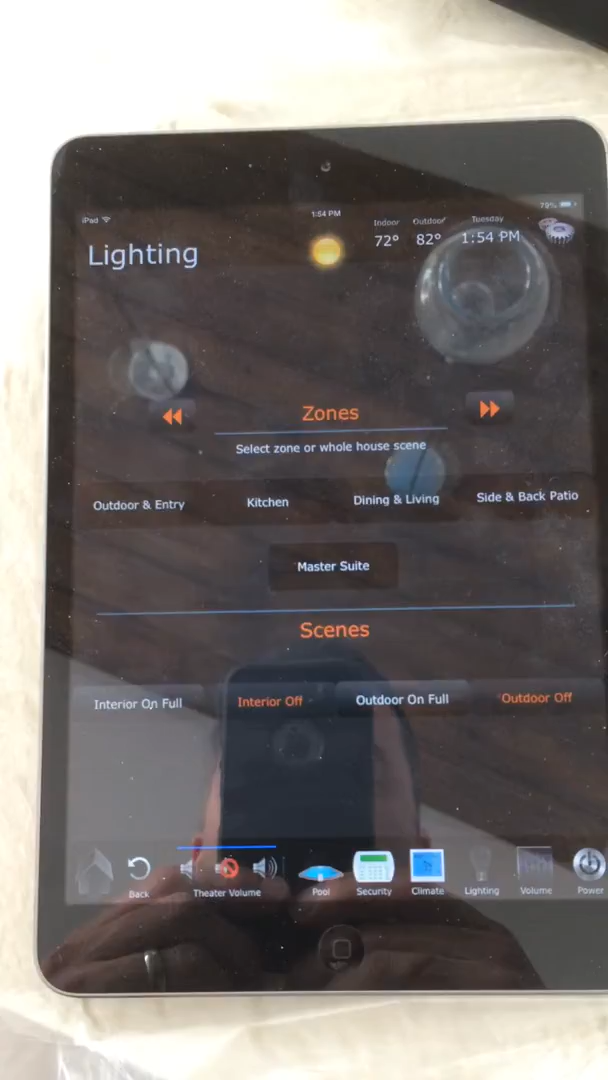 iPad 1:54 PM 79%
Indoor Outdoor Tuesday
Lighting 72° 82° 1:54 PM
Zones
Select zone or whole house scene
Outdoor & Entry Kitchen Dining & Living Side & Back Patio
Master Suite
Scenes
Interior On Full Interior Off Outdoor On Full Outdoor Off
Back Theater Volume Pool Security Climate Lighting Volume Power